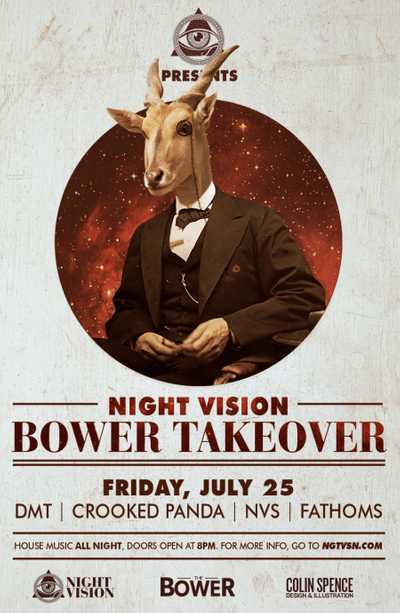 PRESENTS
NIGHT VISION
BOWER TAKEOVER
FRIDAY, JULY 25
DMT | CROOKED PANDA | NVS | FATHOMS
HOUSE MUSIC ALL NIGHT, DOORS OPEN AT 8PM. FOR MORE INFO, GO TO NGTVSN.COM
NIGHT
VISION
THE
BOWER
COLIN SPENCE
DESIGN & ILLUSTRATION